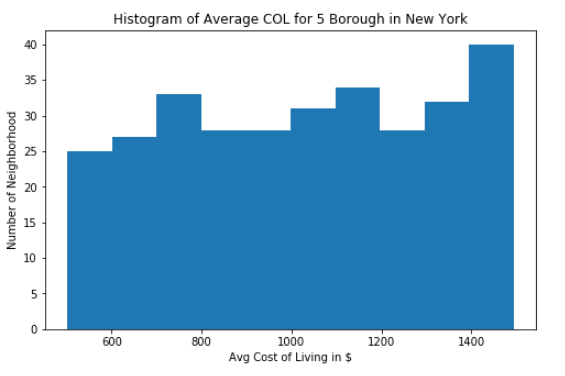 Histogram of Average COL for 5 Borough in New York
40
35
30
25
20
15
10
5
0
Number of Neighborhood
600 800 1000 1200 1400
Avg Cost of Living in $